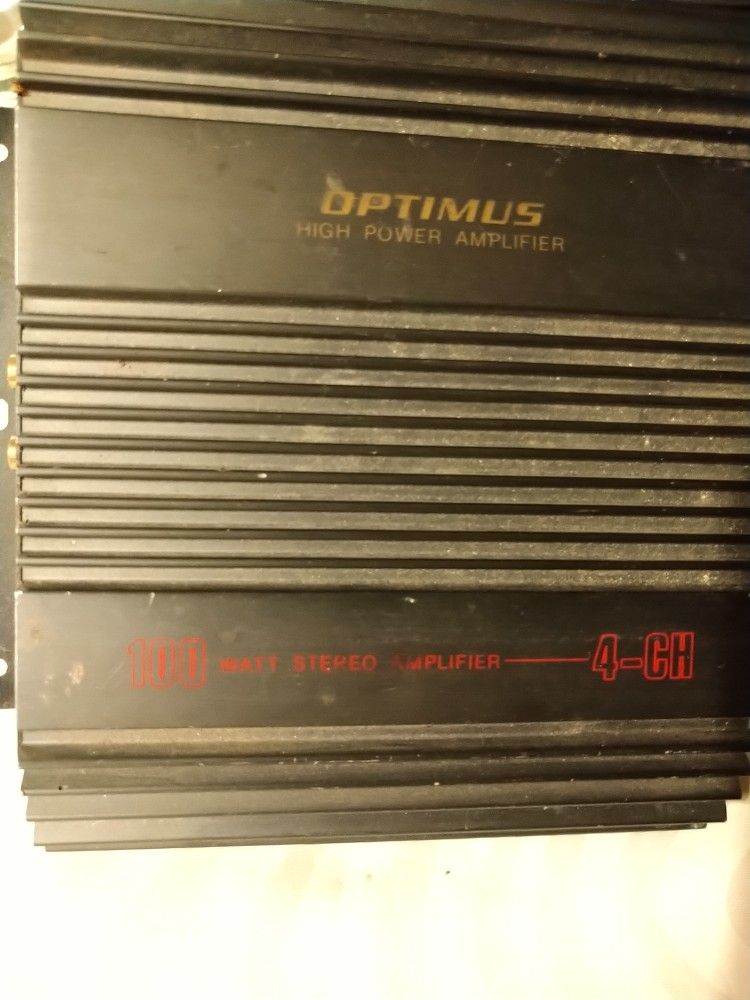 OPTIMUS
HIGH POWER AMPLIFIER
100 WATT STEREO AMPLIFIER 4-CH